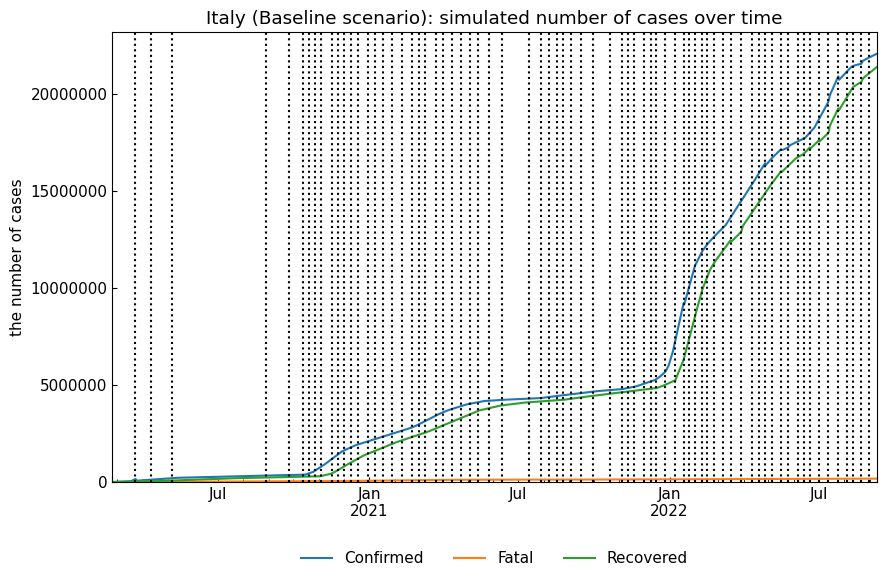 Italy (Baseline scenario): simulated number of cases over time
the number of cases
20000000
15000000
10000000
5000000
0
Jul
Jan
2021
Jul
Jan
2022
Jul
Confirmed
Fatal
Recovered